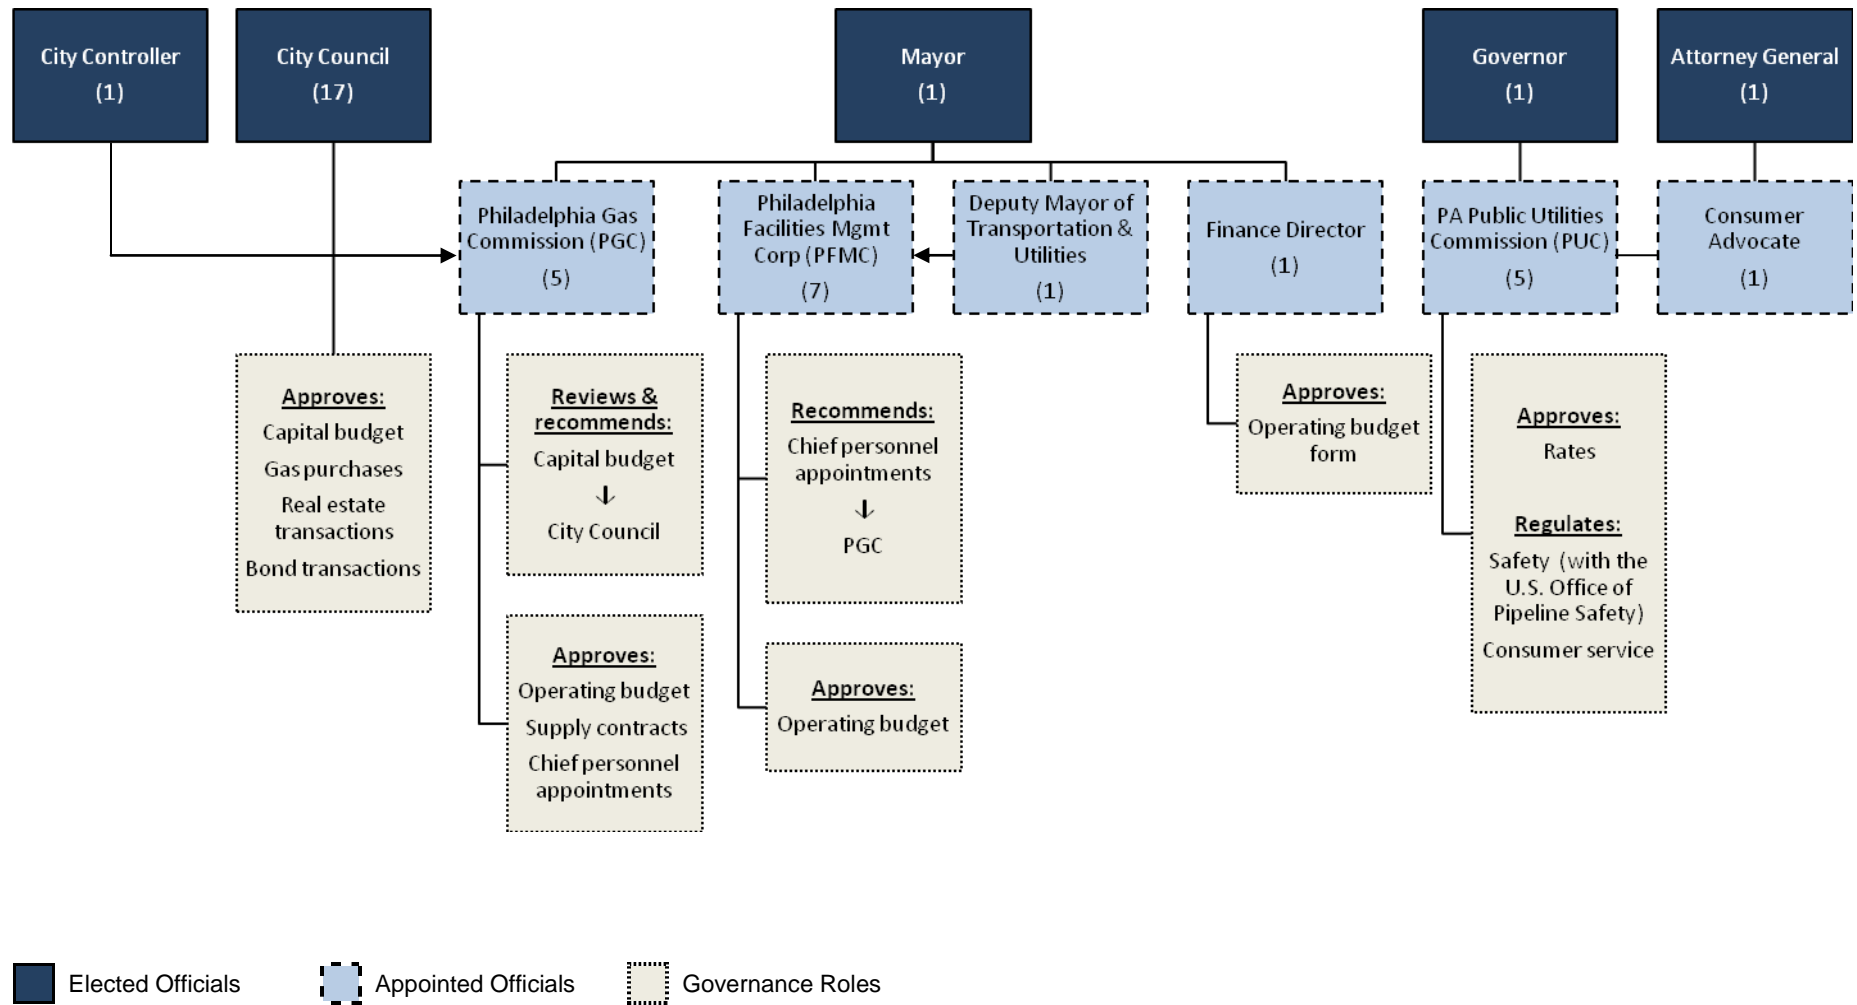 City Controller
(1)
City Council
(17)
Mayor
(1)
Governor
(1)
Attorney General
(1)
Philadelphia Gas
Commission (PGC)
(5)
Philadelphia
Facilities Mgmt
Corp (PFMC)
(7)
Deputy Mayor of
Transportation &
Utilities
(1)
Finance Director
(1)
PA Public Utilities
Commission (PUC)
(5)
Consumer
Advocate
(1)
Approves:
Capital budget
Gas purchases
Real estate
transactions
Bond transactions
Reviews &
recommends:
Capital budget
↓
City Council
Approves:
Operating budget
Supply contracts
Chief personnel
appointments
Recommends:
Chief personnel
appointments
↓
PGC
Approves:
Operating budget
Approves:
Operating budget
form
Approves:
Rates
Regulates:
Safety (with the
U.S. Office of
Pipeline Safety)
Consumer service
Elected Officials
Appointed Officials
Governance Roles